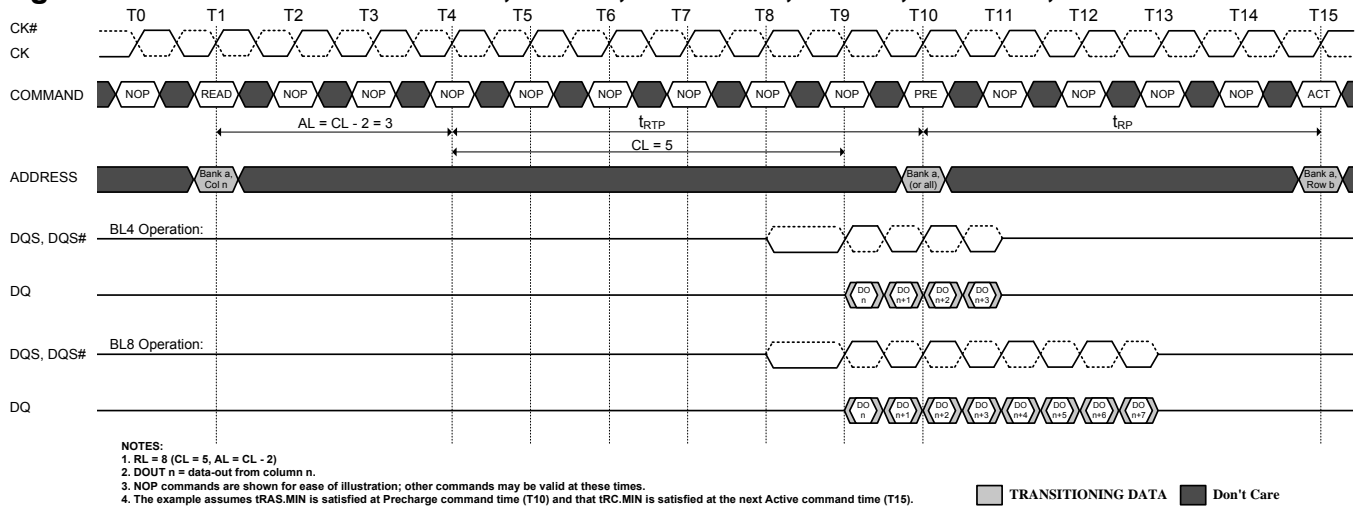 T0 T1 T2 T3 T4 T5 T6 T7 T8 T9 T10 T11 T12 T13 T14 T15
CK#
CK
COMMAND NOP READ NOP NOP NOP NOP NOP NOP NOP NOP PRE NOP NOP NOP NOP ACT
AL = CL - 2 = 3 tRTP tRP
CL = 5
ADDRESS Bank a, Col n Bank a, (or all) Bank a, Row b
BL4 Operation:
DQS, DQS#
DQ DO n DO n+1 DO n+2 DO n+3
BL8 Operation:
DQS, DQS#
DQ DO n DO n+1 DO n+2 DO n+3 DO n+4 DO n+5 DO n+6 DO n+7
NOTES:
1. RL = 8 (CL = 5, AL = CL - 2)
2. DOUT n = data-out from column n.
3. NOP commands are shown for ease of illustration; other commands may be valid at these times.
4. The example assumes tRAS.MIN is satisfied at Precharge command time (T10) and that tRC.MIN is satisfied at the next Active command time (T15).
TRANSITIONING DATA Don't Care